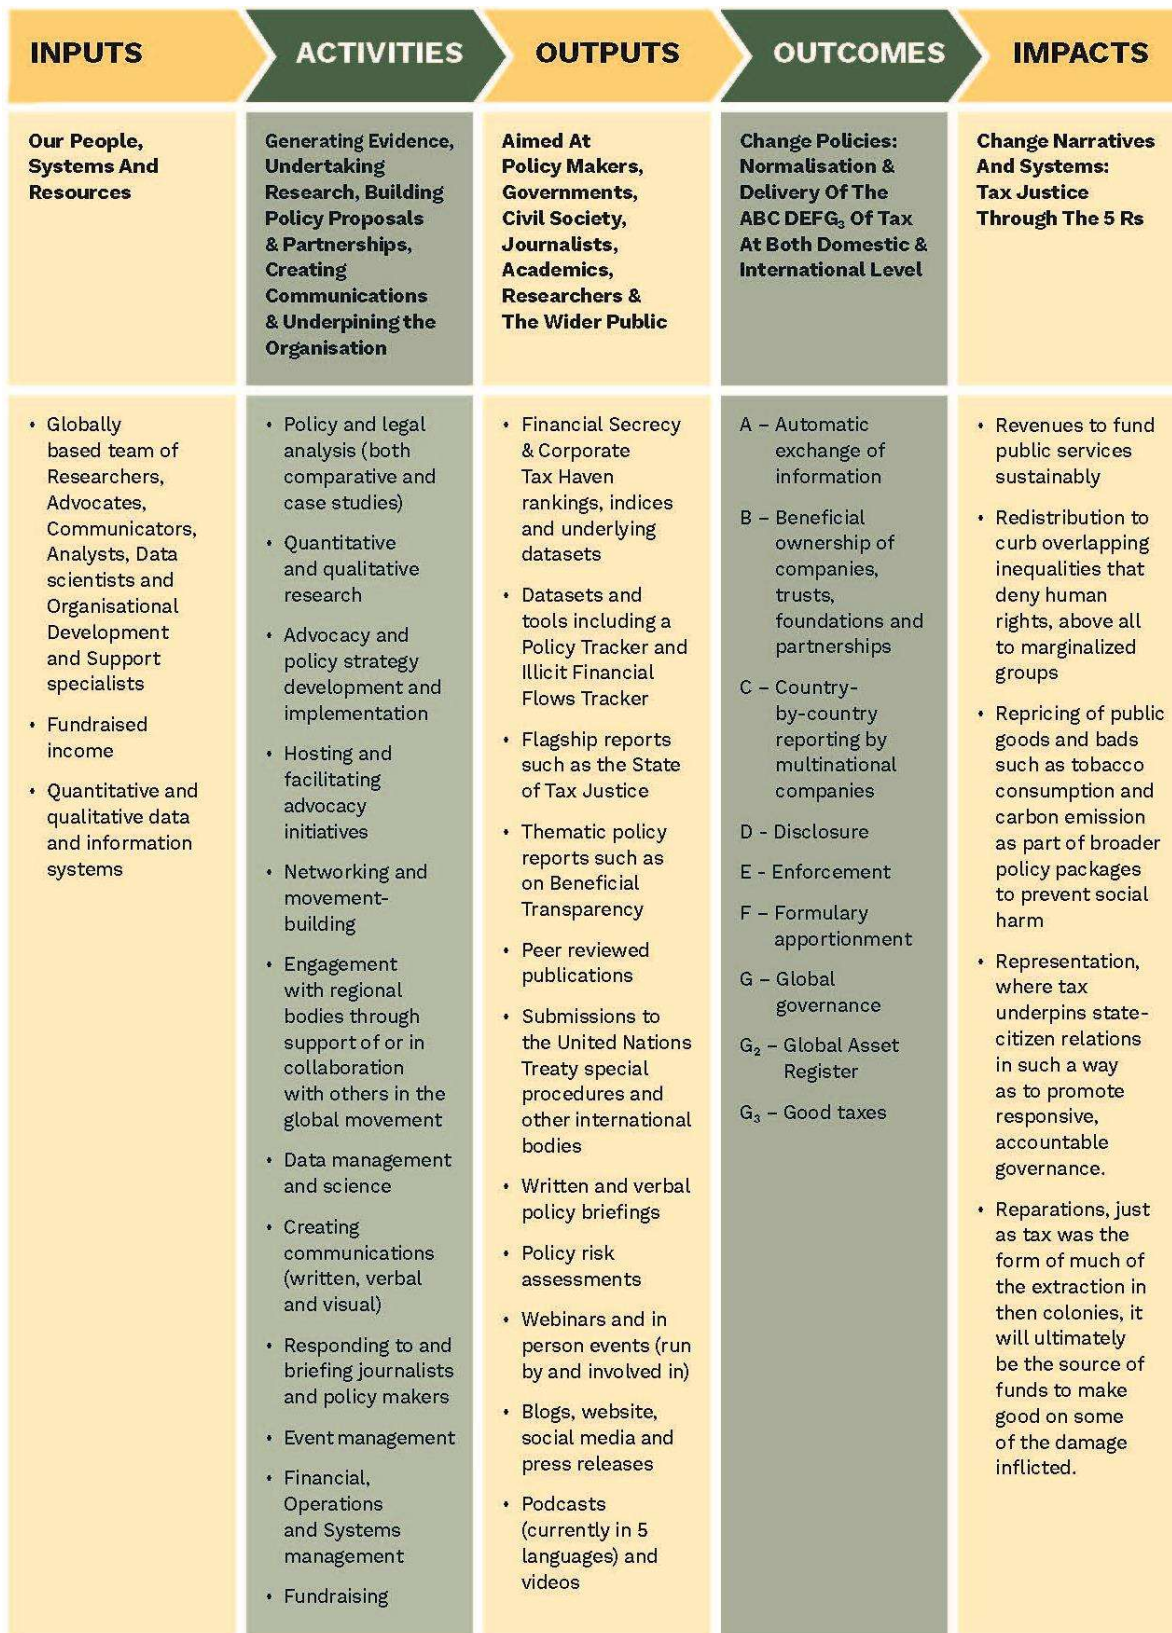 INPUTS
ACTIVITIES
OUTPUTS
OUTCOMES
IMPACTS
Our People,
Systems And
Resources
Generating Evidence,
Undertaking
Research, Building
Policy Proposals
& Partnerships,
Creating
Communications
& Underpining the
Organisation
Aimed At
Policy Makers,
Governments,
Civil Society,
Journalists,
Academics,
Researchers &
The Wider Public
Change Policies:
Normalisation &
Delivery Of The
ABC DEFG₃ Of Tax
At Both Domestic &
International Level
Change Narratives
And Systems:
Tax Justice
Through The 5 Rs
• Globally
based team of
Researchers,
Advocates,
Communicators,
Analysts, Data
scientists and
Organisational
Development
and Support
specialists
• Fundraised
income
• Quantitative and
qualitative data
and information
systems
• Policy and legal
analysis (both
comparative and
case studies)
• Quantitative
and qualitative
research
• Advocacy and
policy strategy
development and
implementation
• Hosting and
facilitating
advocacy
initiatives
• Networking and
movement-
building
• Engagement
with regional
bodies through
support of or in
collaboration
with others in the
global movement
• Data management
and science
• Creating
communications
(written, verbal
and visual)
• Responding to and
briefing journalists
and policy makers
• Event management
• Financial,
Operations
and Systems
management
• Fundraising
• Financial Secrecy
& Corporate
Tax Haven
rankings, indices
and underlying
datasets
• Datasets and
tools including a
Policy Tracker and
Illicit Financial
Flows Tracker
• Flagship reports
such as the State
of Tax Justice
• Thematic policy
reports such as
on Beneficial
Transparency
• Peer reviewed
publications
• Submissions to
the United Nations
Treaty special
procedures and
other international
bodies
• Written and verbal
policy briefings
• Policy risk
assessments
• Webinars and in
person events (run
by and involved in)
• Blogs, website,
social media and
press releases
• Podcasts
(currently in 5
languages) and
videos
A – Automatic
exchange of
information
B – Beneficial
ownership of
companies,
trusts,
foundations and
partnerships
C – Country-
by-country
reporting by
multinational
companies
D - Disclosure
E - Enforcement
F – Formulary
apportionment
G – Global
governance
G₂ – Global Asset
Register
G₃ – Good taxes
• Revenues to fund
public services
sustainably
• Redistribution to
curb overlapping
inequalities that
deny human
rights, above all
to marginalized
groups
• Repricing of public
goods and bads
such as tobacco
consumption and
carbon emission
as part of broader
policy packages
to prevent social
harm
• Representation,
where tax
underpins state-
citizen relations
in such a way
as to promote
responsive,
accountable
governance.
• Reparations, just
as tax was the
form of much of
the extraction in
then colonies, it
will ultimately
be the source of
funds to make
good on some
of the damage
inflicted.